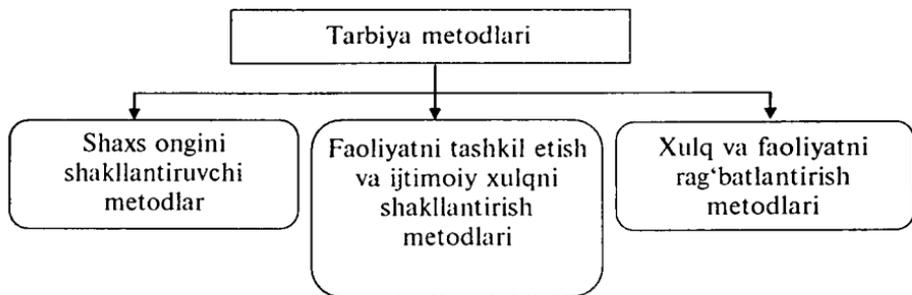 Tarbiya metodlari
Shaxs ongini
shakllantiruvchi
metodlar
Faoliyatni tashkil etish
va ijtimoiy xulqni
shakllantirish
metodlari
Xulq va faoliyatni
rag‘batlantirish
metodlari